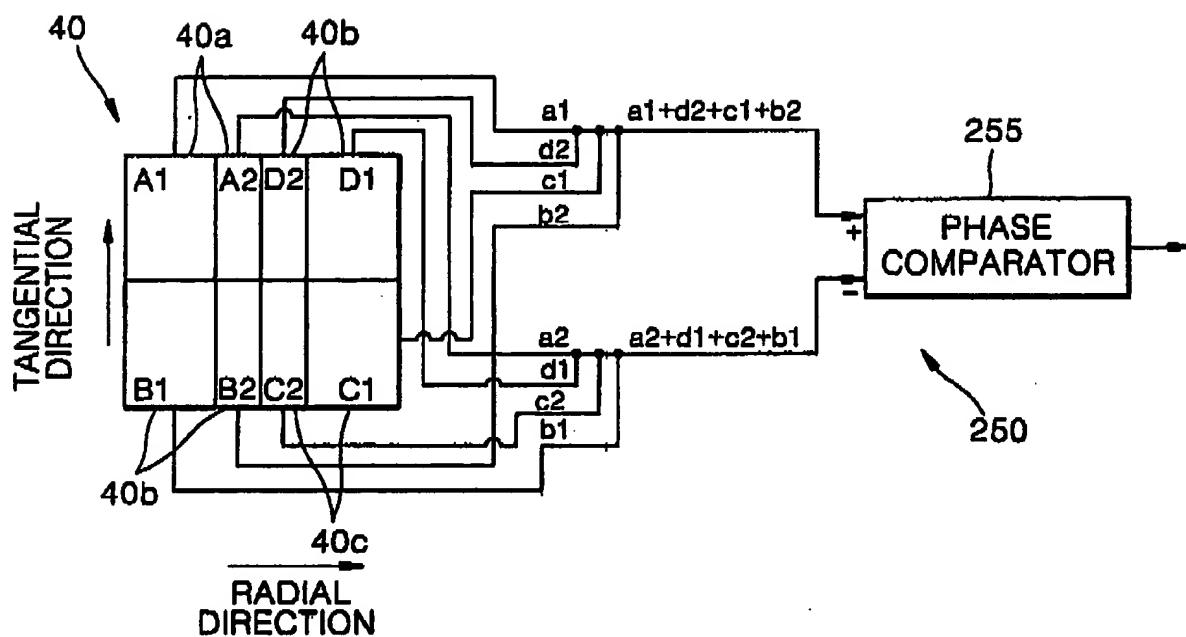 40
40a
40b
a1
a1+d2+c1+b2
d2
c1
b2
255
A1
A2
D2
D1
PHASE
COMPARATOR
+
-
TANGENTIAL
DIRECTION
a2
a2+d1+c2+b1
d1
c2
b1
B1
B2
C2
C1
250
40b
40c
RADIAL
DIRECTION